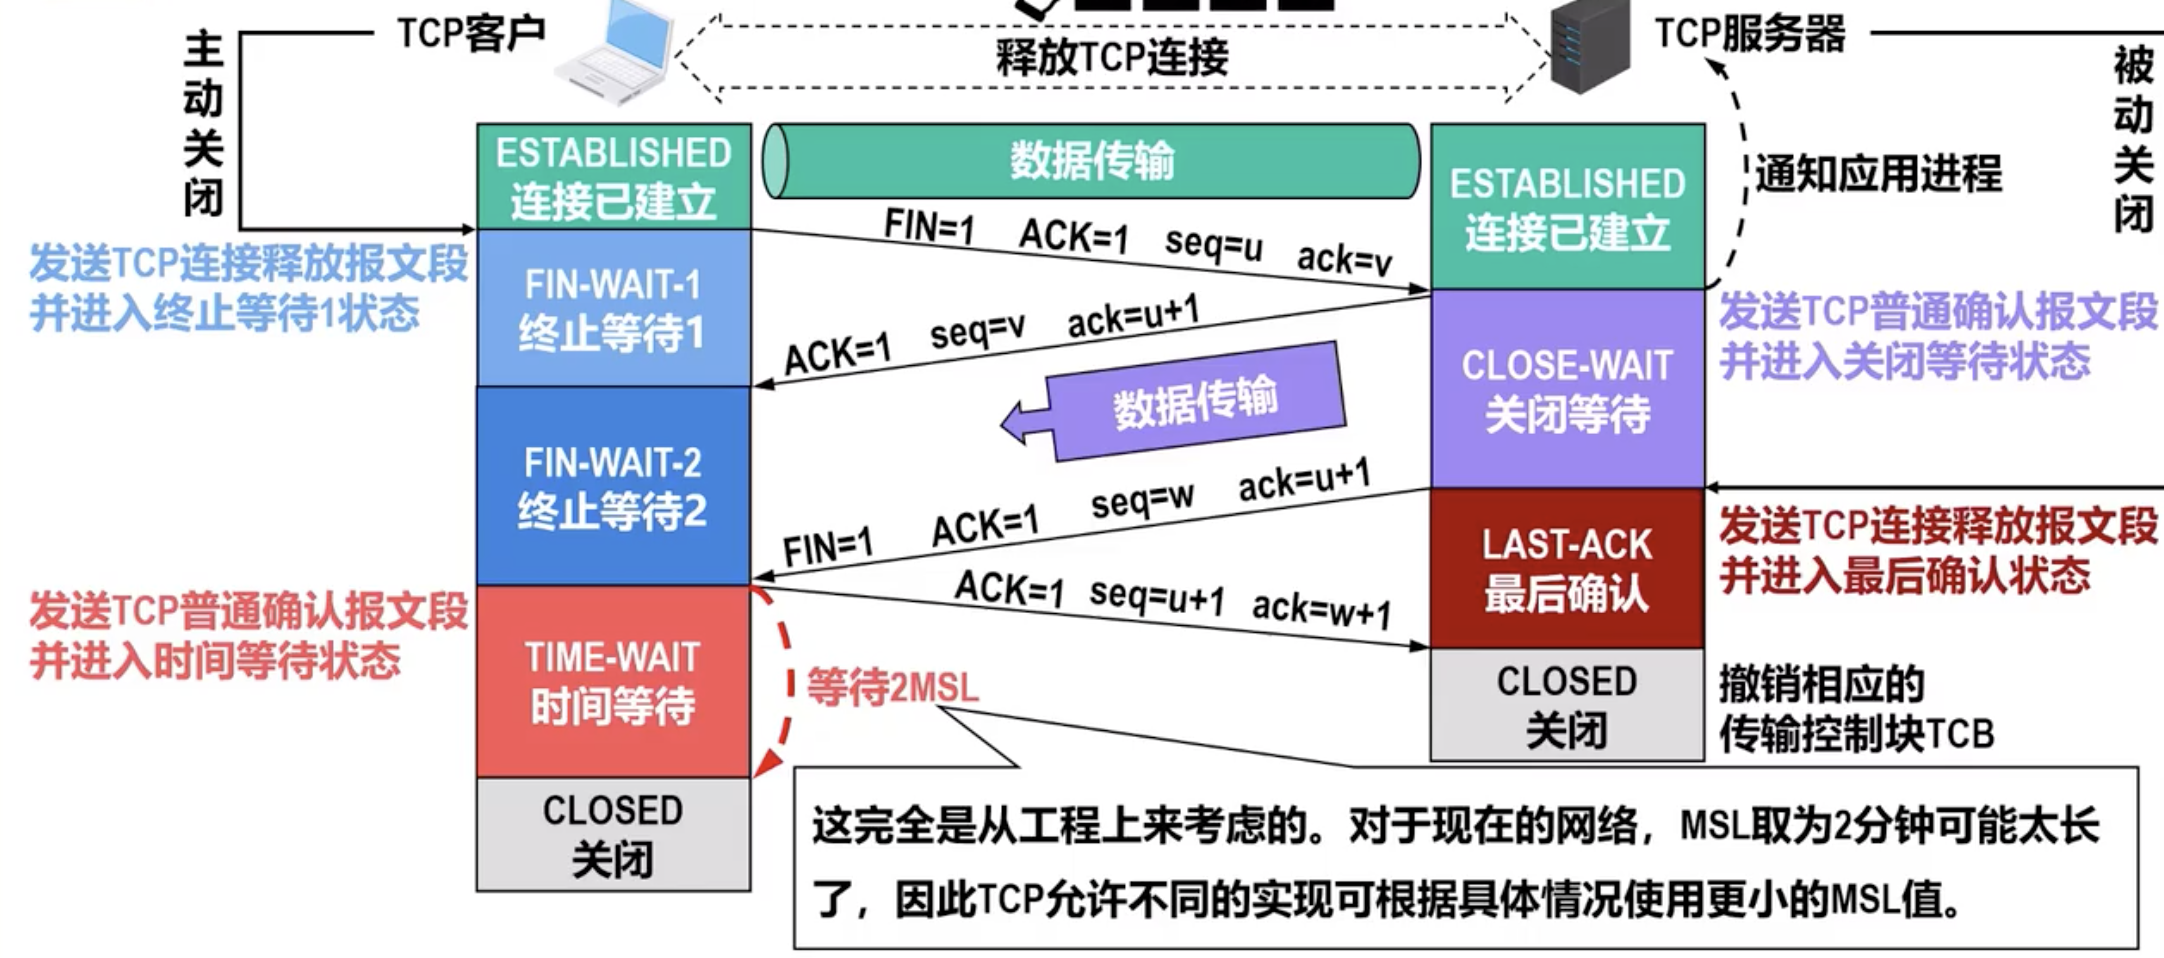 TCP客户
释放TCP连接
TCP服务器
主动关闭
被动关闭
ESTABLISHED
连接已建立
数据传输
ESTABLISHED
连接已建立
通知应用进程
FIN=1 ACK=1 seq=u ack=v
发送TCP连接释放报文段
并进入终止等待1状态
FIN-WAIT-1
终止等待1
ACK=1 seq=v ack=u+1
发送TCP普通确认报文段
并进入关闭等待状态
CLOSE-WAIT
关闭等待
数据传输
FIN-WAIT-2
终止等待2
FIN=1 ACK=1 seq=w ack=u+1
LAST-ACK
最后确认
发送TCP连接释放报文段
并进入最后确认状态
ACK=1 seq=u+1 ack=w+1
发送TCP普通确认报文段
并进入时间等待状态
TIME-WAIT
时间等待
等待2MSL
CLOSED
关闭
撤销相应的
传输控制块TCB
CLOSED
关闭
这完全是从工程上来考虑的。对于现在的网络，MSL取为2分钟可能太长
了，因此TCP允许不同的实现可根据具体情况使用更小的MSL值。